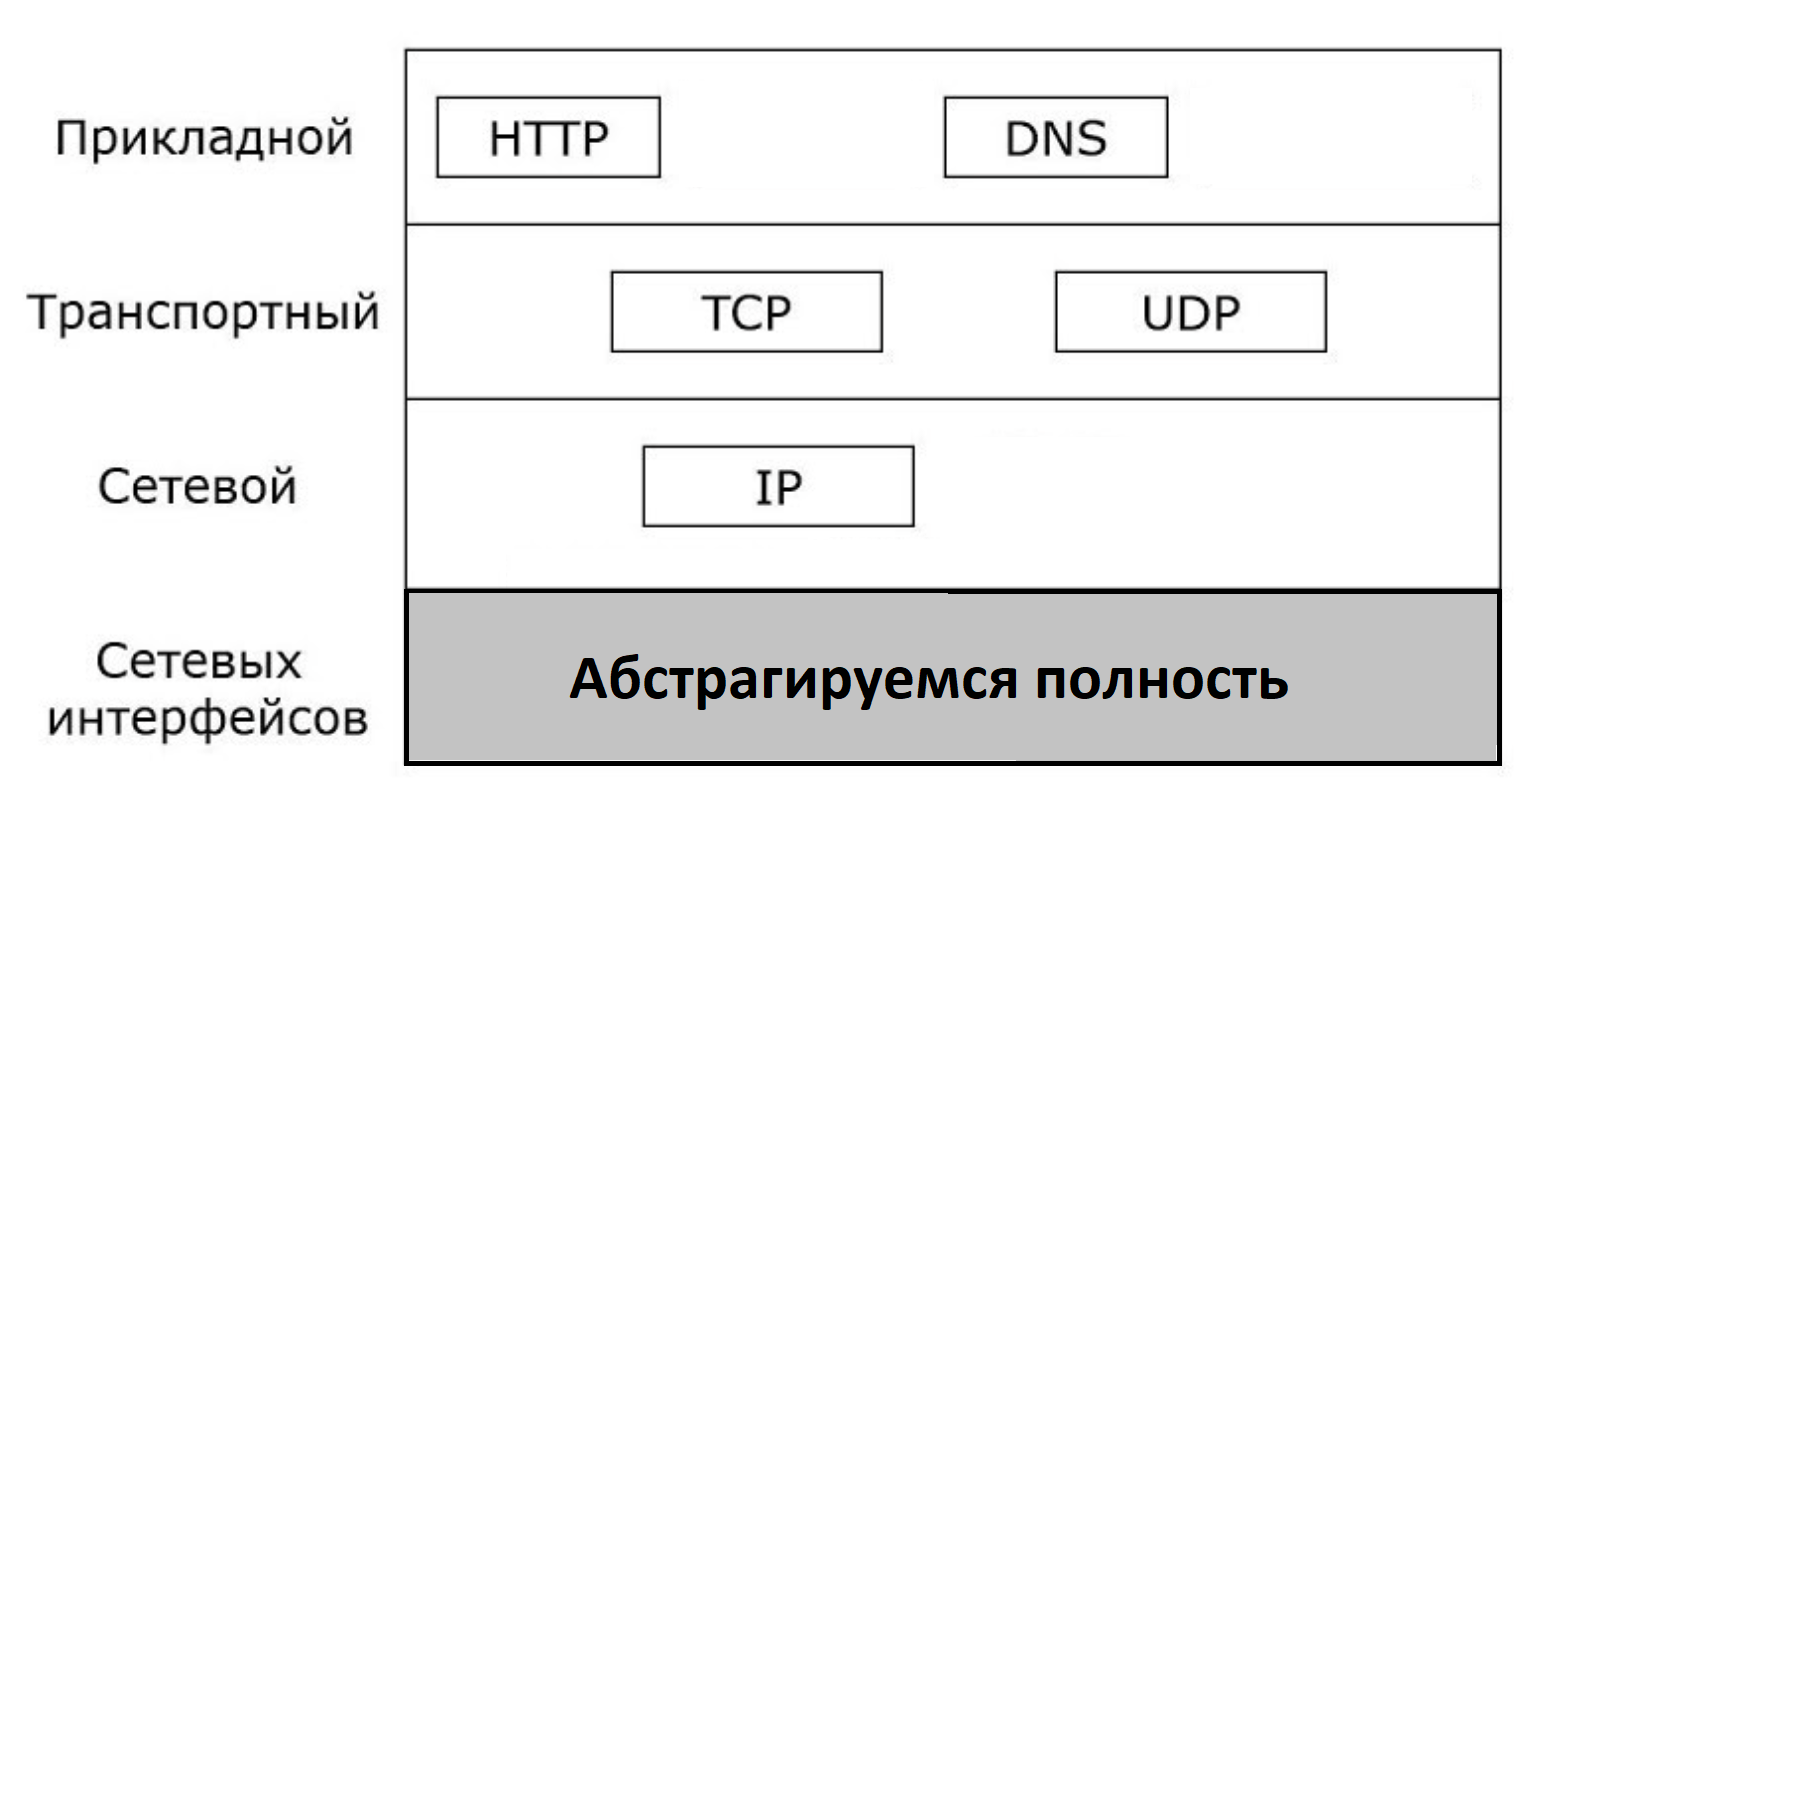 Прикладной
HTTP
DNS
Транспортный
TCP
UDP
Сетевой
IP
Сетевых
интерфейсов
Абстрагируемся полность